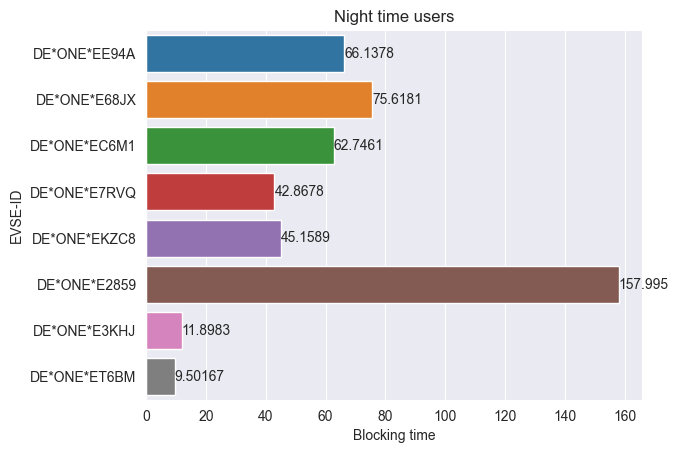 Night time users
EVSE-ID
DE*ONE*EE94A 66.1378
DE*ONE*E68JX 75.6181
DE*ONE*EC6M1 62.7461
DE*ONE*E7RVQ 42.8678
DE*ONE*EKZC8 45.1589
DE*ONE*E2859 157.995
DE*ONE*E3KHJ 11.8983
DE*ONE*ET6BM 9.50167
0 20 40 60 80 100 120 140 160
Blocking time